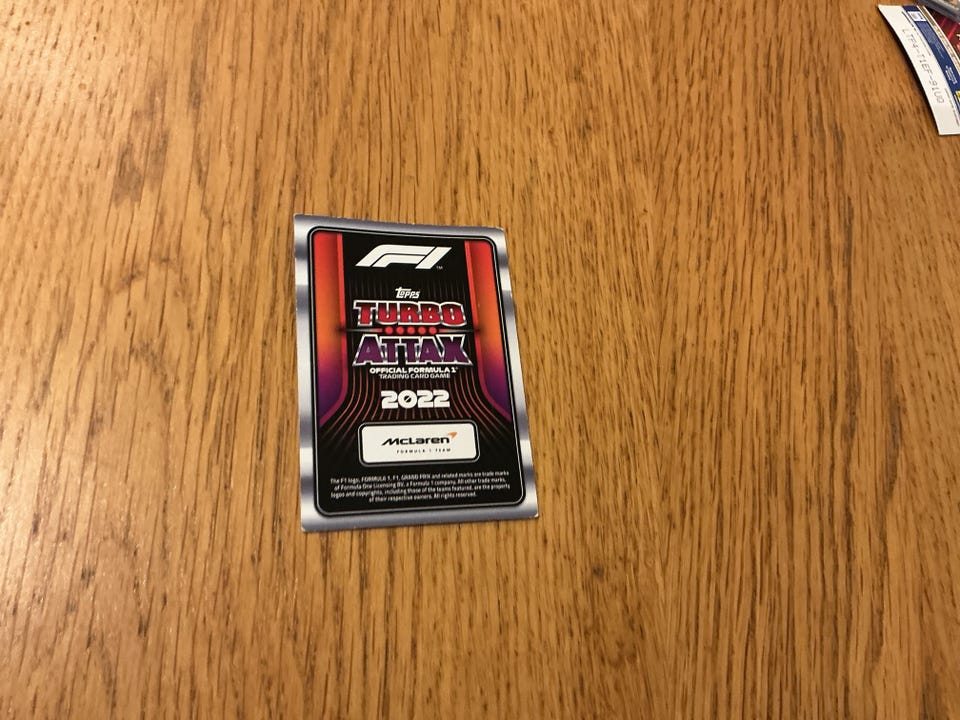 F1™
Topps
TURBO
ATTAX
OFFICIAL FORMULA 1®
TRADING CARD GAME
2022
McLaren
FORMULA 1 TEAM
The F1 logo, FORMULA 1, F1, GRAND PRIX and related marks are trade marks
of Formula One Licensing BV, a Formula 1 company. All other trade marks,
logos and copyrights, including those of the teams featured, are the property
of their respective owners. All rights reserved.